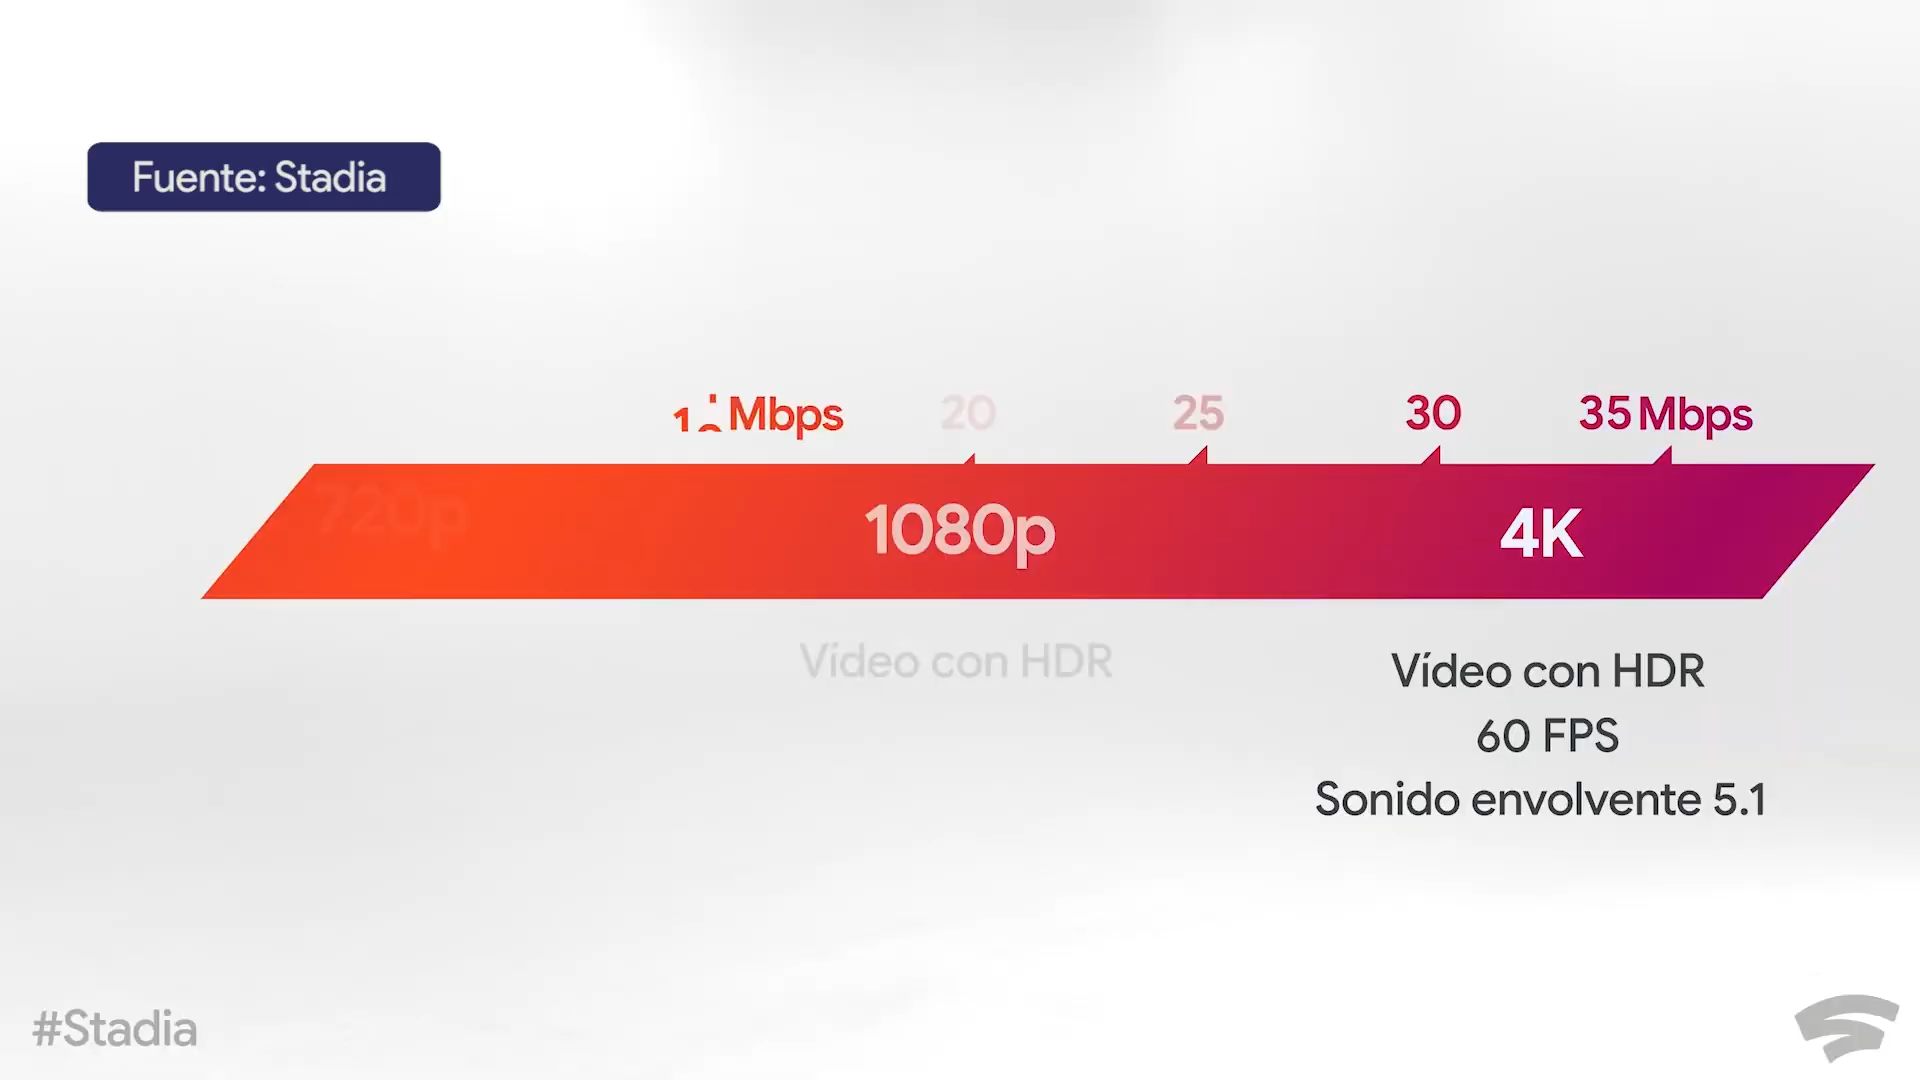 Fuente: Stadia
Mbps 20 25 30 35 Mbps
720p 1080p 4K
Vídeo con HDR
Vídeo con HDR
60 FPS
Sonido envolvente 5.1
#Stadia